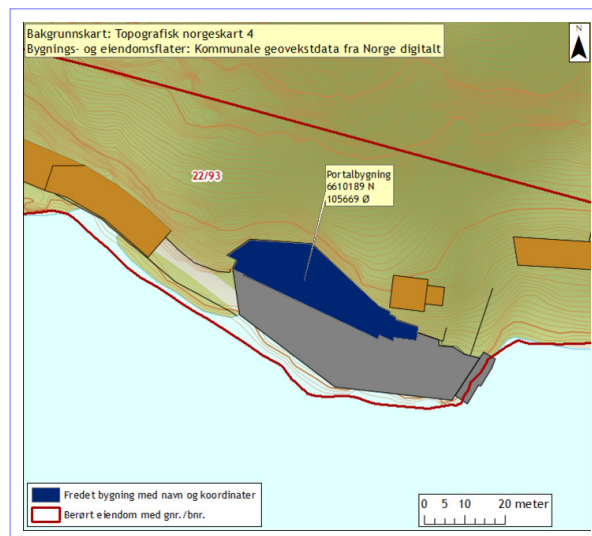 Bakgrunnskart: Topografisk norgeskart 4
Bygnings- og eiendomsflater: Kommunale geovekstdata fra Norge digitalt
N
22/93
Portalbygning
6610189 N
105669 Ø
Fredet bygning med navn og koordinater
Berørt eiendom med gnr./bnr.
0 5 10 20 meter